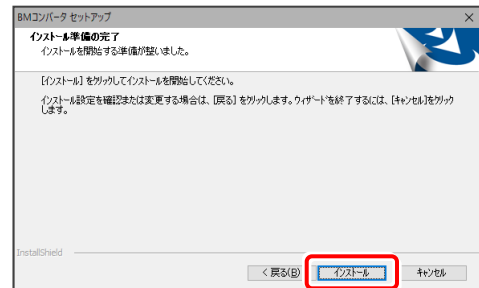 BMコンバータ セットアップ
インストール準備の完了
インストールを開始する準備が整いました。
[インストール] をクリックしてインストールを開始してください。
インストール設定を確認または変更する場合は、[戻る] をクリックします。ウィザードを終了するには、[キャンセル]をクリック
します。
InstallShield
< 戻る(B)
インストール
キャンセル